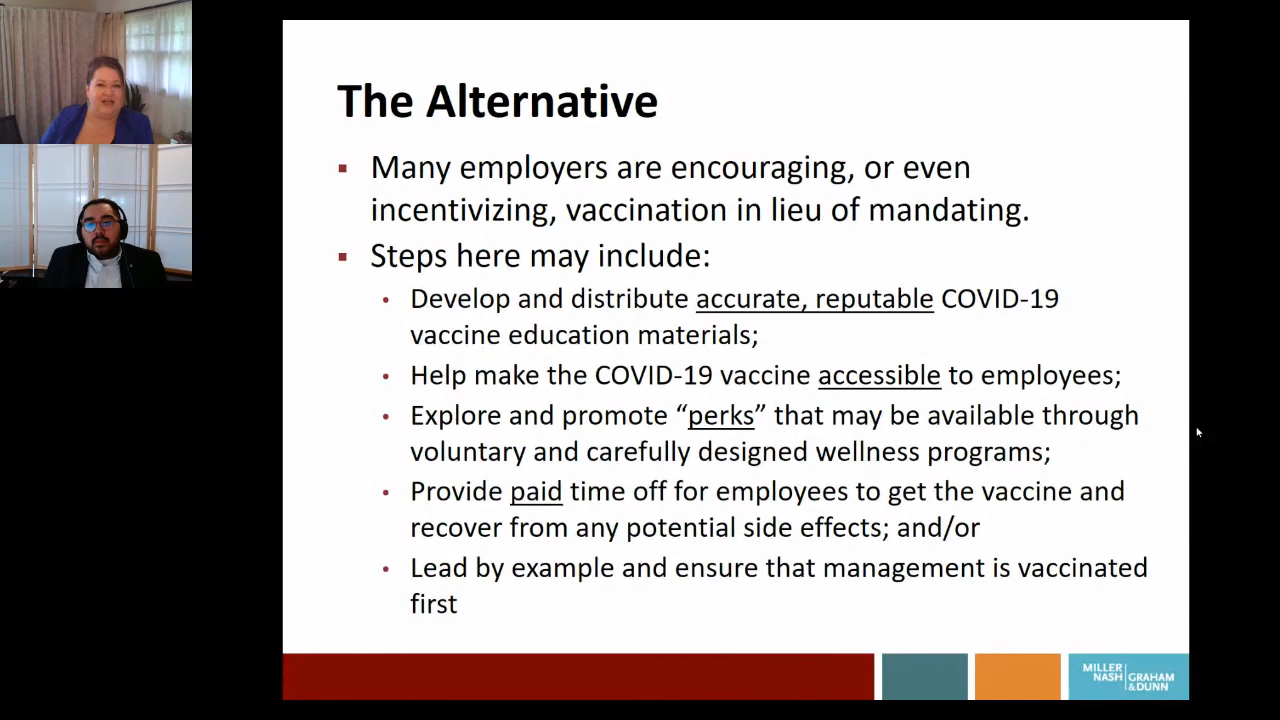 The Alternative
Many employers are encouraging, or even
incentivizing, vaccination in lieu of mandating.
Steps here may include:
Develop and distribute accurate, reputable COVID-19
vaccine education materials;
Help make the COVID-19 vaccine accessible to employees;
Explore and promote “perks” that may be available through
voluntary and carefully designed wellness programs;
Provide paid time off for employees to get the vaccine and
recover from any potential side effects; and/or
Lead by example and ensure that management is vaccinated
first
MILLER
NASH
GRAHAM
&DUNN